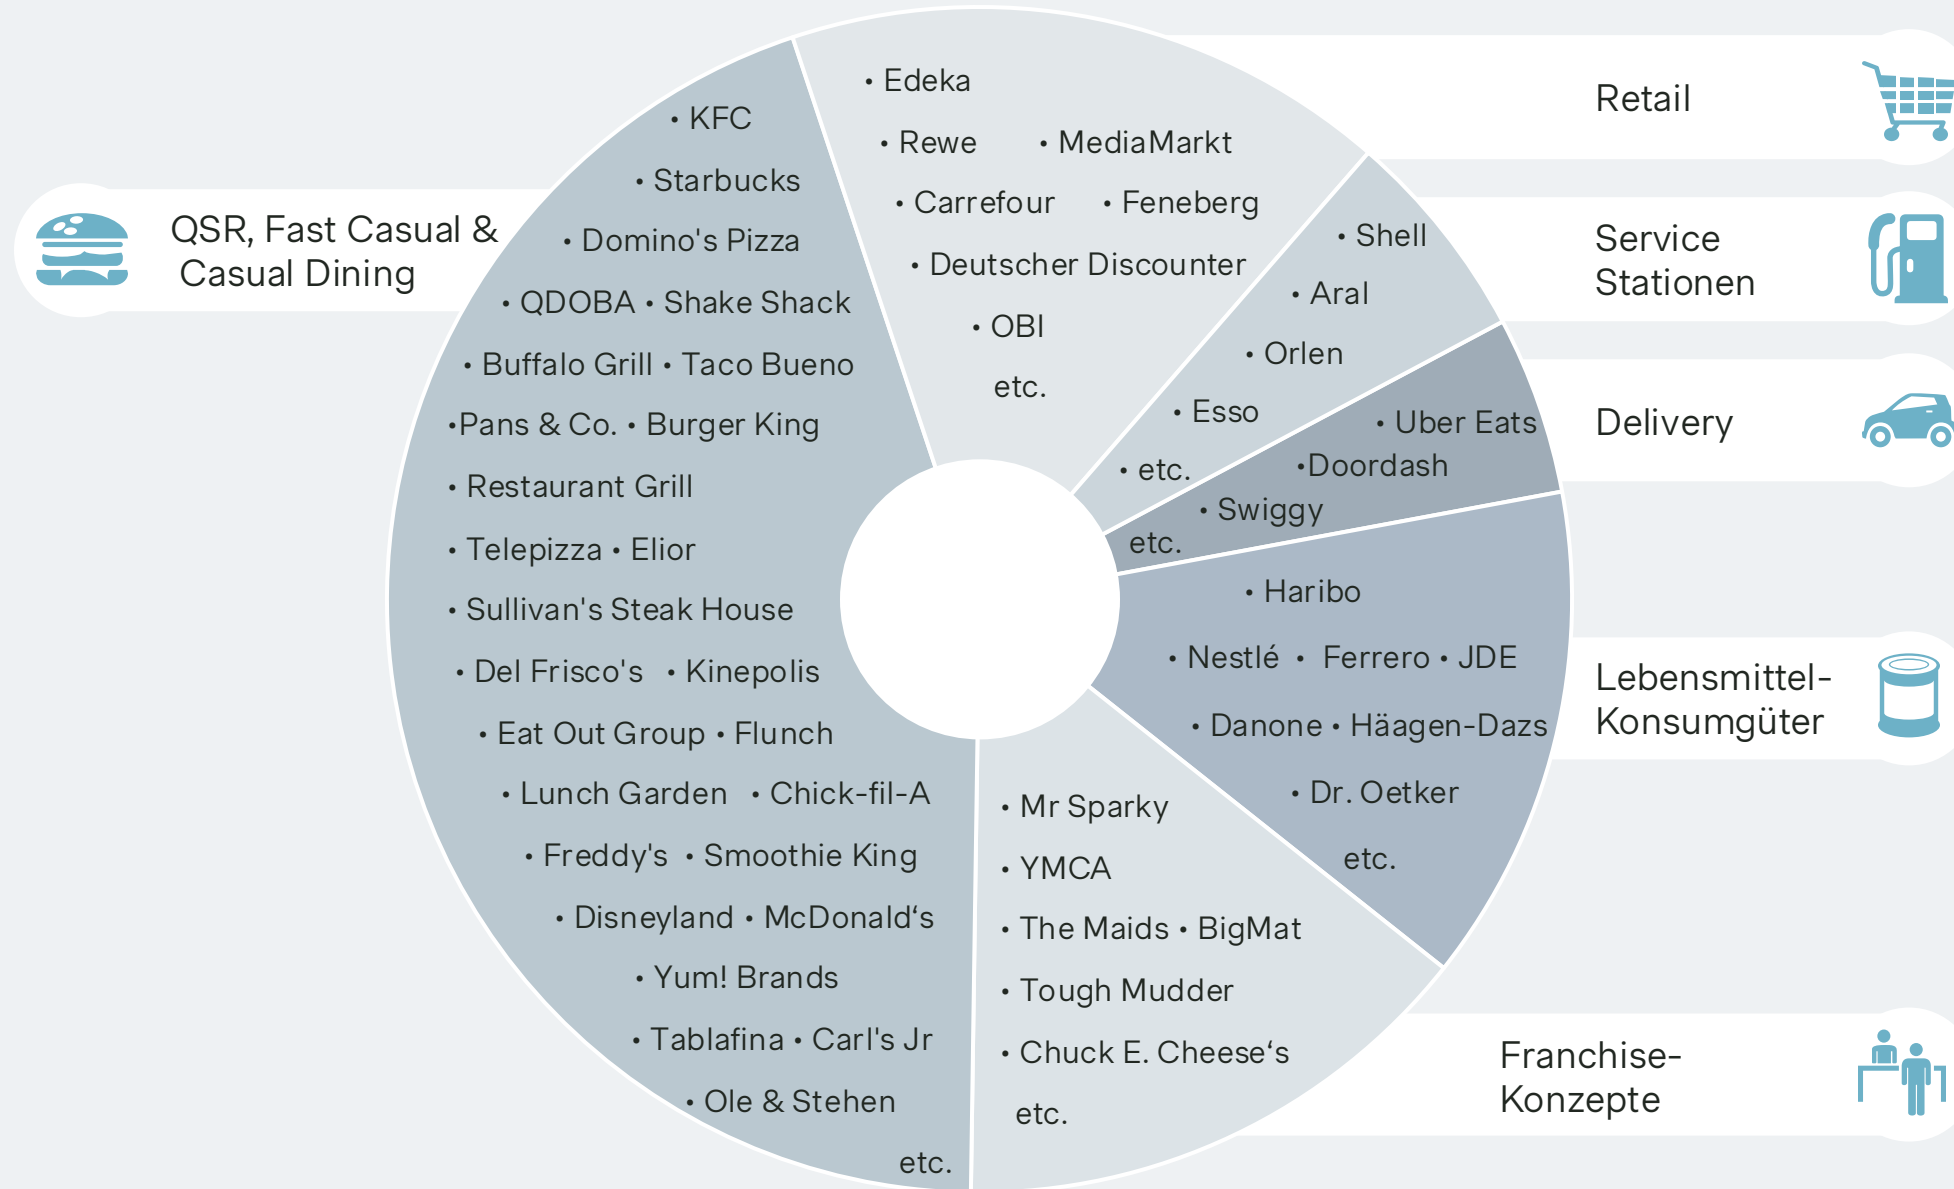 QSR, Fast Casual &
Casual Dining
• KFC
• Starbucks
• Domino's Pizza
• QDOBA • Shake Shack
• Buffalo Grill • Taco Bueno
•Pans & Co. • Burger King
• Restaurant Grill
• Telepizza • Elior
• Sullivan's Steak House
• Del Frisco's • Kinepolis
• Eat Out Group • Flunch
• Lunch Garden • Chick-fil-A
• Freddy's • Smoothie King
• Disneyland • McDonald‘s
• Yum! Brands
• Tablafina • Carl's Jr
• Ole & Stehen
etc.
Retail
• Edeka
• Rewe • MediaMarkt
• Carrefour • Feneberg
• Deutscher Discounter
• OBI
etc.
Service
Stationen
• Shell
• Aral
• Orlen
• Esso
• etc.
Delivery
• Uber Eats
•Doordash
• Swiggy
etc.
Lebensmittel-
Konsumgüter
• Haribo
• Nestlé • Ferrero • JDE
• Danone • Häagen-Dazs
• Dr. Oetker
etc.
Franchise-
Konzepte
• Mr Sparky
• YMCA
• The Maids • BigMat
• Tough Mudder
• Chuck E. Cheese‘s
etc.